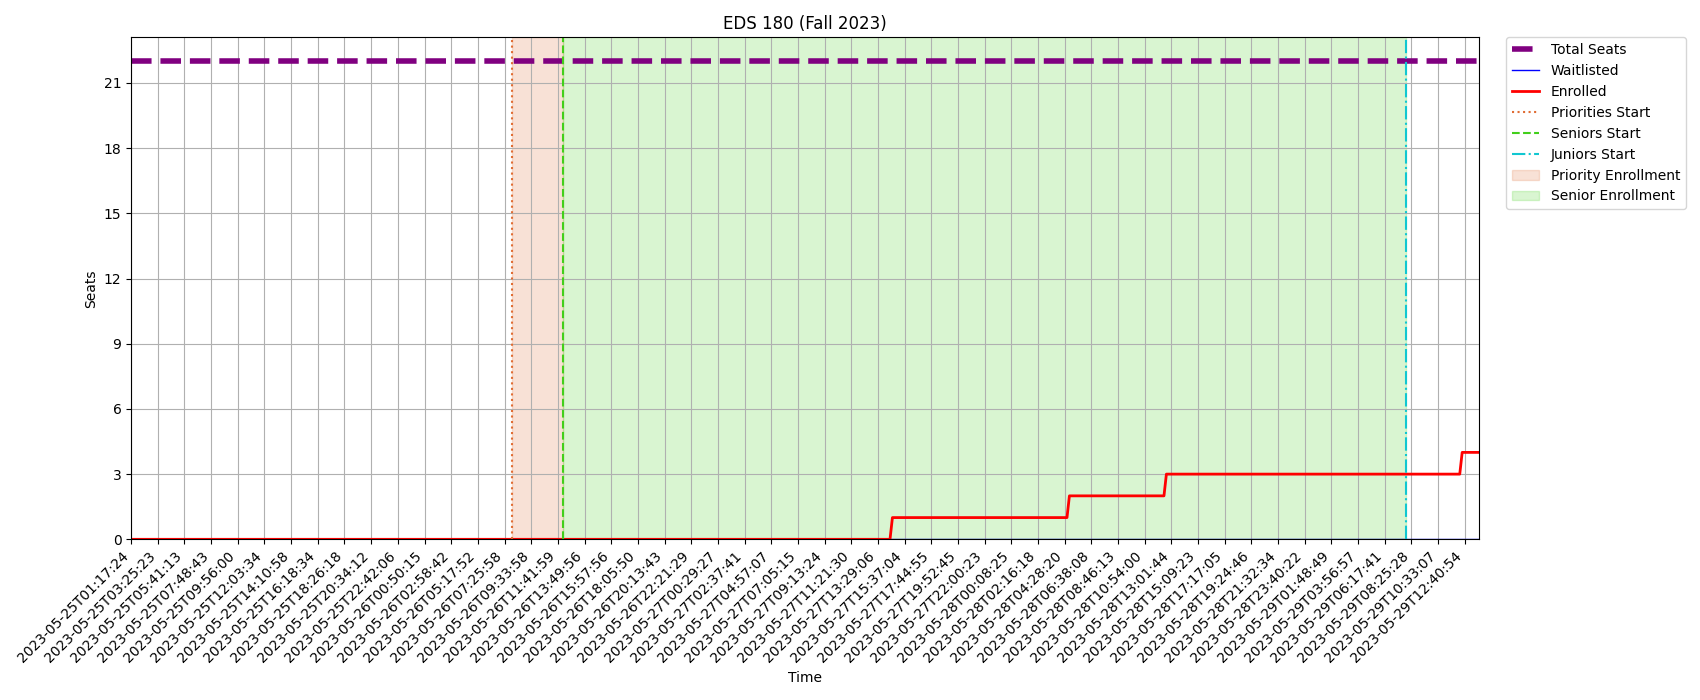 EDS 180 (Fall 2023)
Total Seats
Waitlisted
Enrolled
Priorities Start
Seniors Start
Juniors Start
Priority Enrollment
Senior Enrollment
Seats
21
18
15
12
9
6
3
0
2023-05-25T01:17:24
2023-05-25T03:25:23
2023-05-25T05:41:13
2023-05-25T07:48:43
2023-05-25T09:56:00
2023-05-25T12:03:34
2023-05-25T14:10:58
2023-05-25T16:18:34
2023-05-25T18:26:18
2023-05-25T20:34:12
2023-05-25T22:42:06
2023-05-26T00:50:15
2023-05-26T02:58:42
2023-05-26T05:17:52
2023-05-26T07:25:58
2023-05-26T09:33:58
2023-05-26T11:41:59
2023-05-26T13:49:56
2023-05-26T15:57:56
2023-05-26T18:05:50
2023-05-26T20:13:43
2023-05-26T22:21:29
2023-05-27T00:29:27
2023-05-27T02:37:41
2023-05-27T04:57:07
2023-05-27T07:05:15
2023-05-27T09:13:24
2023-05-27T11:21:30
2023-05-27T13:29:06
2023-05-27T15:37:04
2023-05-27T17:44:55
2023-05-27T19:52:45
2023-05-27T22:00:23
2023-05-28T00:08:25
2023-05-28T02:16:18
2023-05-28T04:28:20
2023-05-28T06:38:08
2023-05-28T08:46:13
2023-05-28T10:54:00
2023-05-28T13:01:44
2023-05-28T15:09:23
2023-05-28T17:17:05
2023-05-28T19:24:46
2023-05-28T21:32:34
2023-05-28T23:40:22
2023-05-29T01:48:49
2023-05-29T03:56:57
2023-05-29T06:17:41
2023-05-29T08:25:28
2023-05-29T10:33:07
2023-05-29T12:40:54
Time